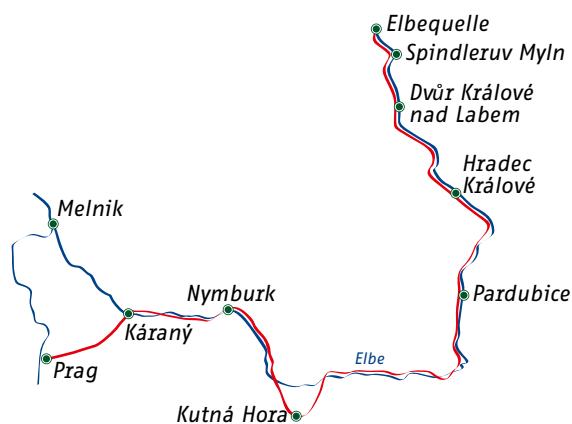 Elbequelle
Spindleruv Myln
Dvůr Králové
nad Labem
Hradec
Králové
Melnik
Nymburk
Pardubice
Káraný
Elbe
Prag
Kutná Hora